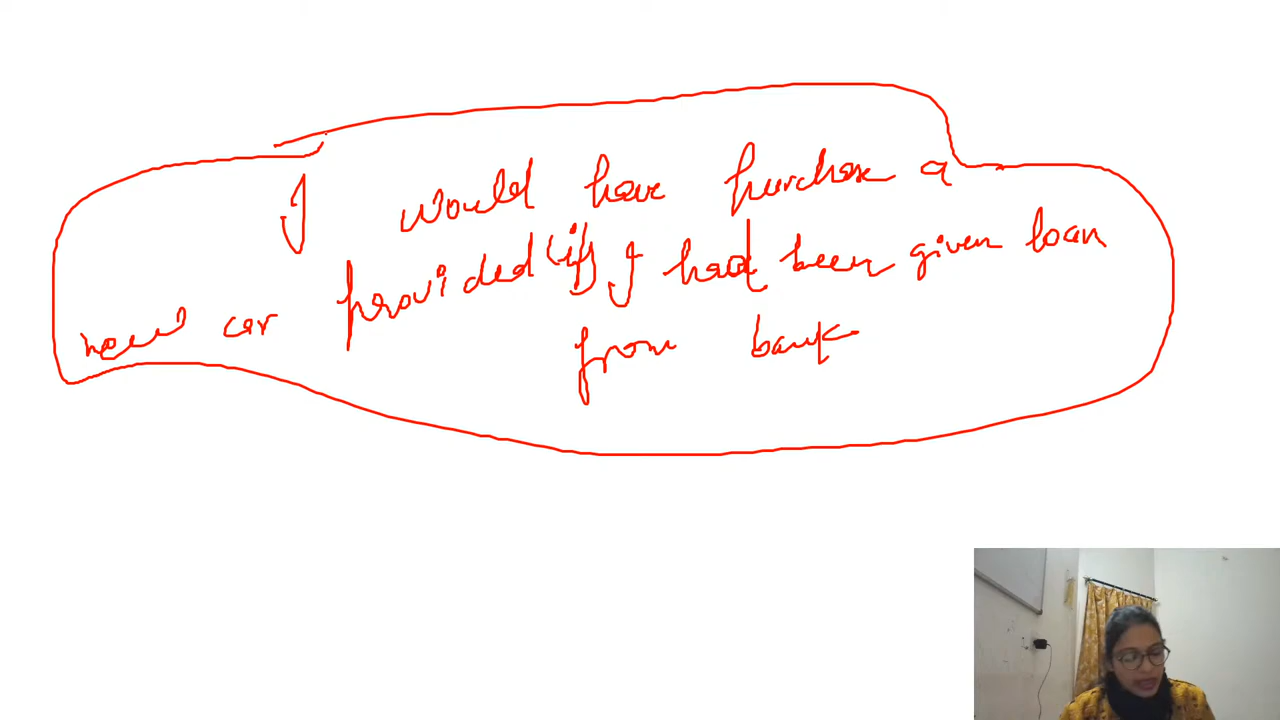 I would have purchase a
new car provided (if) I had been given loan
from bank